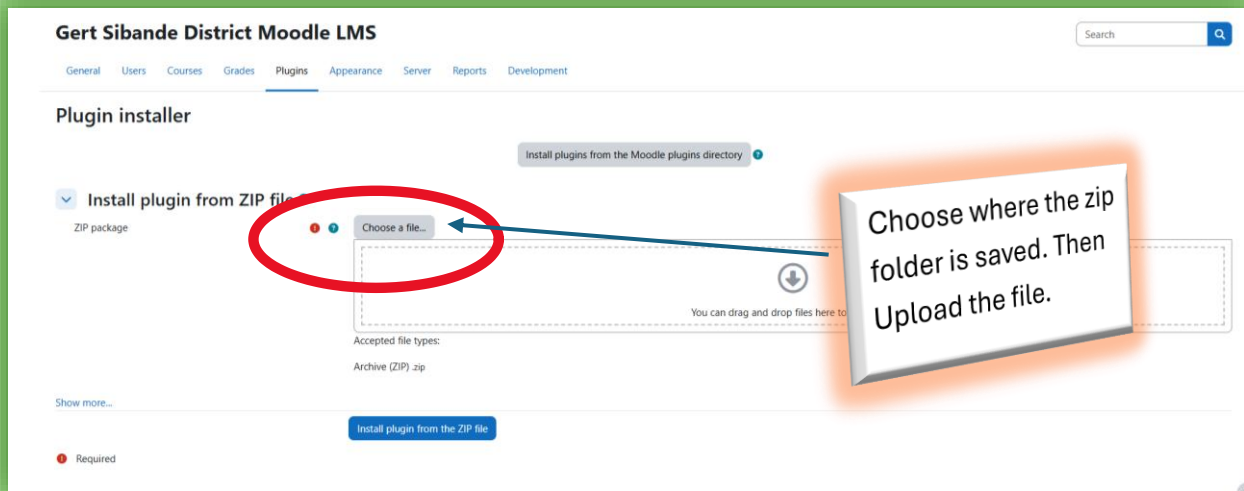 Gert Sibande District Moodle LMS
Search
General Users Courses Grades Plugins Appearance Server Reports Development
Plugin installer
Install plugins from the Moodle plugins directory ?
Install plugin from ZIP file
ZIP package ! ? Choose a file...
Choose where the zip
folder is saved. Then
Upload the file.
You can drag and drop files here to
Accepted file types:
Archive (ZIP) .zip
Show more...
Install plugin from the ZIP file
! Required